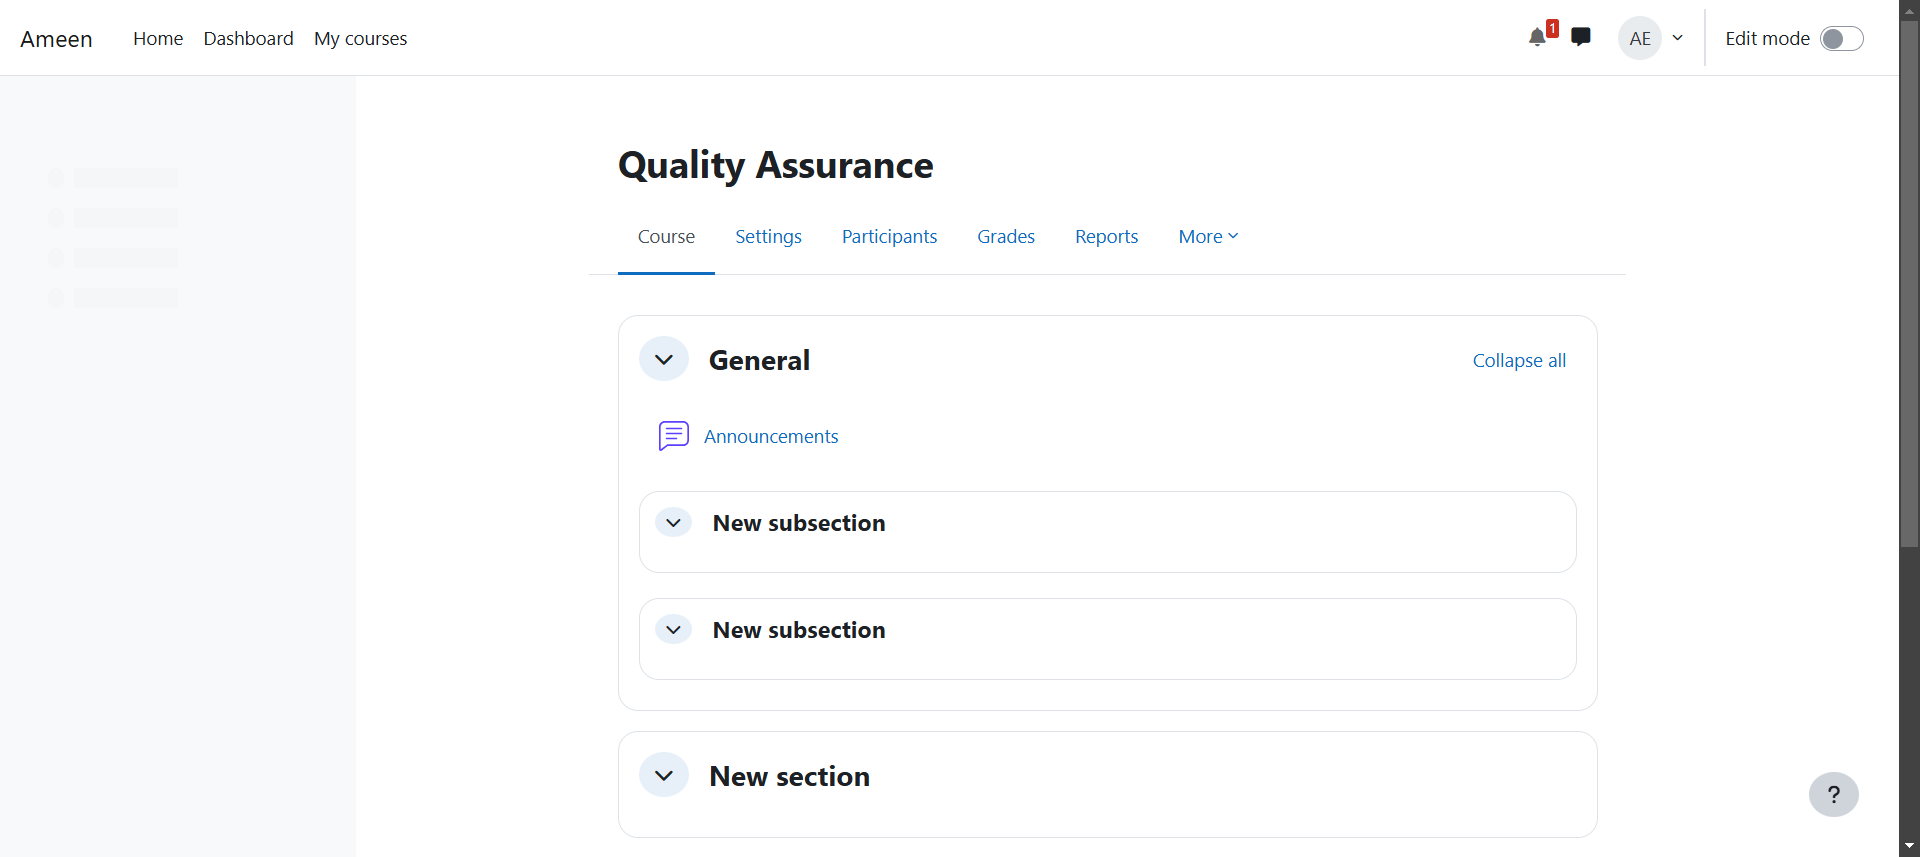 Ameen Home Dashboard My courses 1 AE Edit mode
Quality Assurance
Course Settings Participants Grades Reports More
General Collapse all
Announcements
New subsection
New subsection
New section
?